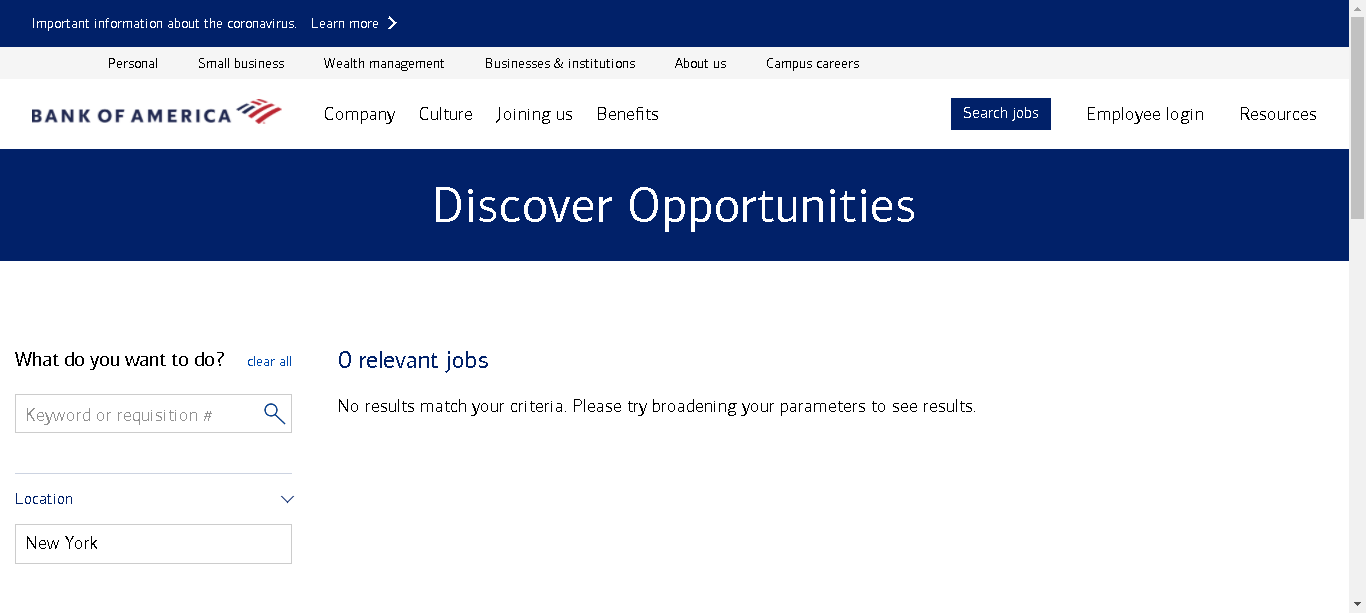 Important information about the coronavirus. Learn more
Personal Small business Wealth management Businesses & institutions About us Campus careers
BANK OF AMERICA Company Culture Joining us Benefits Search jobs Employee login Resources
Discover Opportunities
What do you want to do? clear all
0 relevant jobs
Keyword or requisition #
No results match your criteria. Please try broadening your parameters to see results.
Location
New York